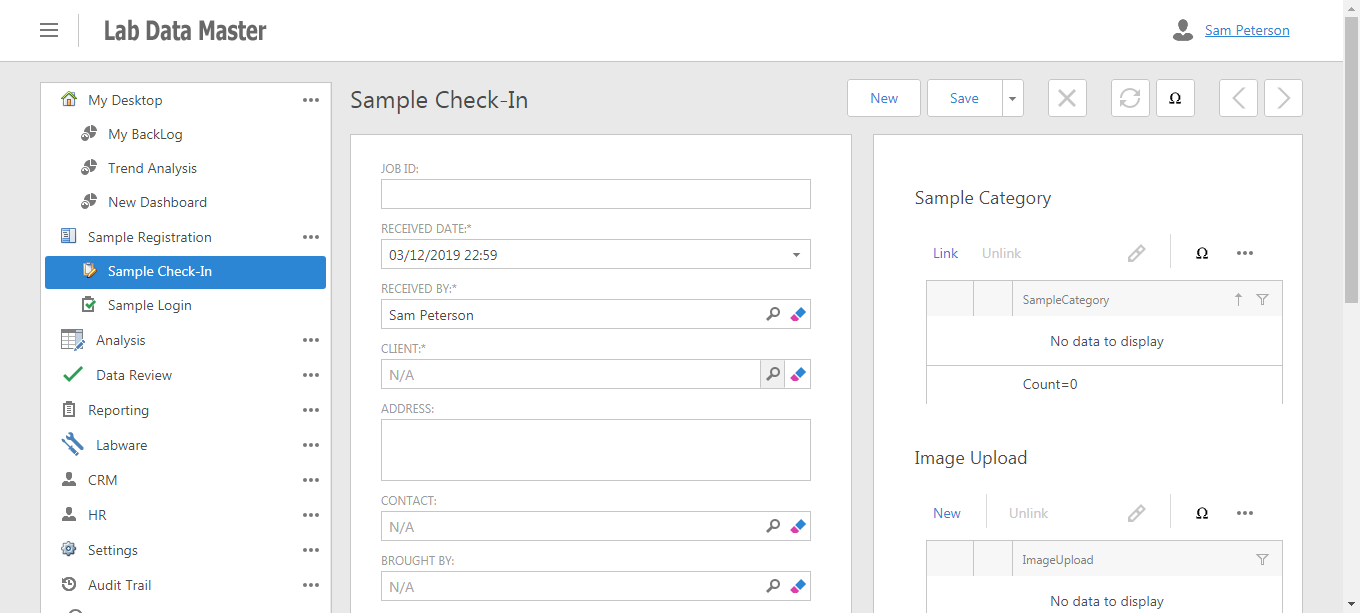 Lab Data Master
Sam Peterson
My Desktop
My BackLog
Trend Analysis
New Dashboard
Sample Registration
Sample Check-In
Sample Login
Analysis
Data Review
Reporting
Labware
CRM
HR
Settings
Audit Trail
Sample Check-In
New
Save
Ω
JOB ID:
RECEIVED DATE:*
03/12/2019 22:59
RECEIVED BY:*
Sam Peterson
CLIENT:*
N/A
ADDRESS:
CONTACT:
N/A
BROUGHT BY:
N/A
Sample Category
Link Unlink Ω
SampleCategory
No data to display
Count=0
Image Upload
New Unlink Ω
ImageUpload
No data to display